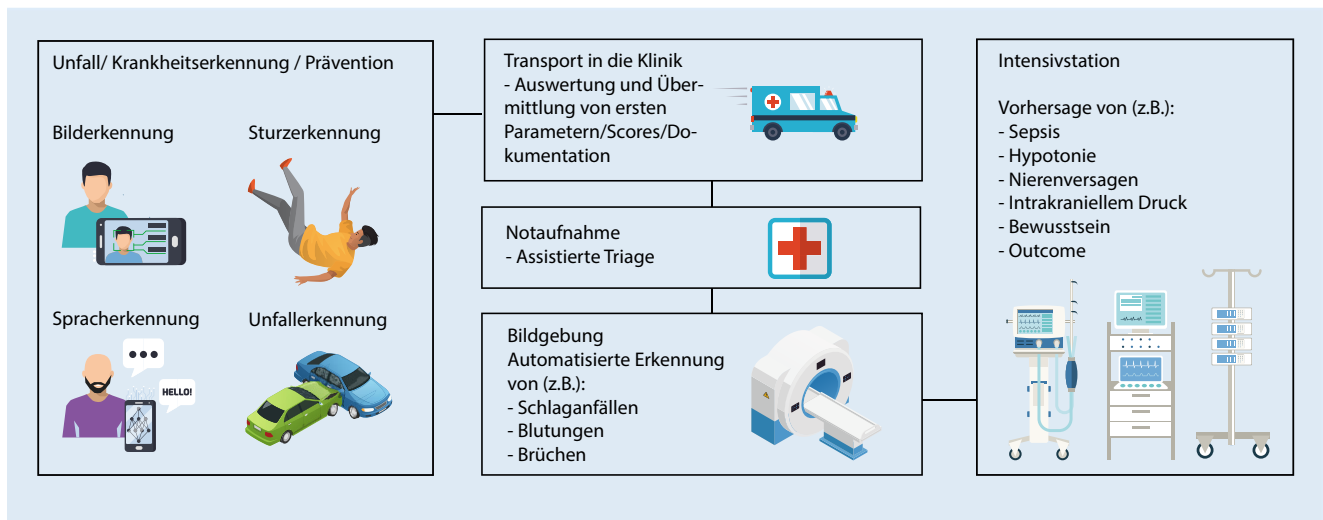 Unfall/ Krankheitserkennung / Prävention
Bilderkennung
Sturzerkennung
Spracherkennung
Unfallerkennung
HELLO!
Transport in die Klinik
- Auswertung und Über-
mittlung von ersten
Parametern/Scores/Do-
kumentation
Notaufnahme
- Assistierte Triage
Bildgebung
Automatisierte Erkennung
von (z.B.):
- Schlaganfällen
- Blutungen
- Brüchen
Intensivstation
Vorhersage von (z.B.):
- Sepsis
- Hypotonie
- Nierenversagen
- Intrakraniellem Druck
- Bewusstsein
- Outcome